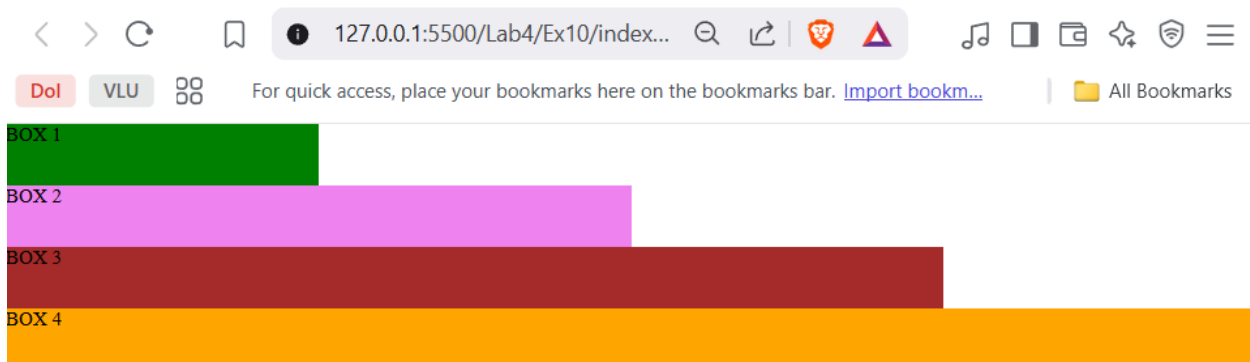 127.0.0.1:5500/Lab4/Ex10/index...
DoI VLU For quick access, place your bookmarks here on the bookmarks bar. Import bookm... All Bookmarks
BOX 1
BOX 2
BOX 3
BOX 4